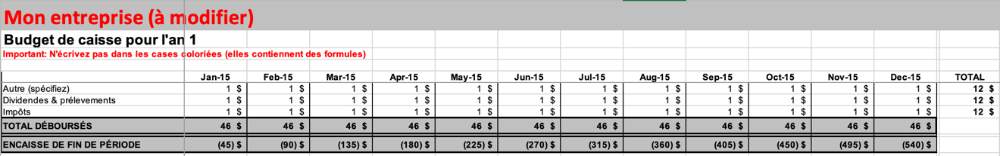 Mon entreprise (à modifier)
Budget de caisse pour l'an 1
Important: N'écrivez pas dans les cases coloriées (elles contiennent des formules)
Jan-15 Feb-15 Mar-15 Apr-15 May-15 Jun-15 Jul-15 Aug-15 Sep-15 Oct-15 Nov-15 Dec-15 TOTAL
Autre (spécifiez) 1 $ 1 $ 1 $ 1 $ 1 $ 1 $ 1 $ 1 $ 1 $ 1 $ 1 $ 1 $ 12 $
Dividendes & prélevements 1 $ 1 $ 1 $ 1 $ 1 $ 1 $ 1 $ 1 $ 1 $ 1 $ 1 $ 1 $ 12 $
Impôts 1 $ 1 $ 1 $ 1 $ 1 $ 1 $ 1 $ 1 $ 1 $ 1 $ 1 $ 1 $ 12 $
TOTAL DÉBOURSÉS 46 $ 46 $ 46 $ 46 $ 46 $ 46 $ 46 $ 46 $ 46 $ 46 $ 46 $ 46 $
ENCAISSE DE FIN DE PÉRIODE (45) $ (90) $ (135) $ (180) $ (225) $ (270) $ (315) $ (360) $ (405) $ (450) $ (495) $ (540) $